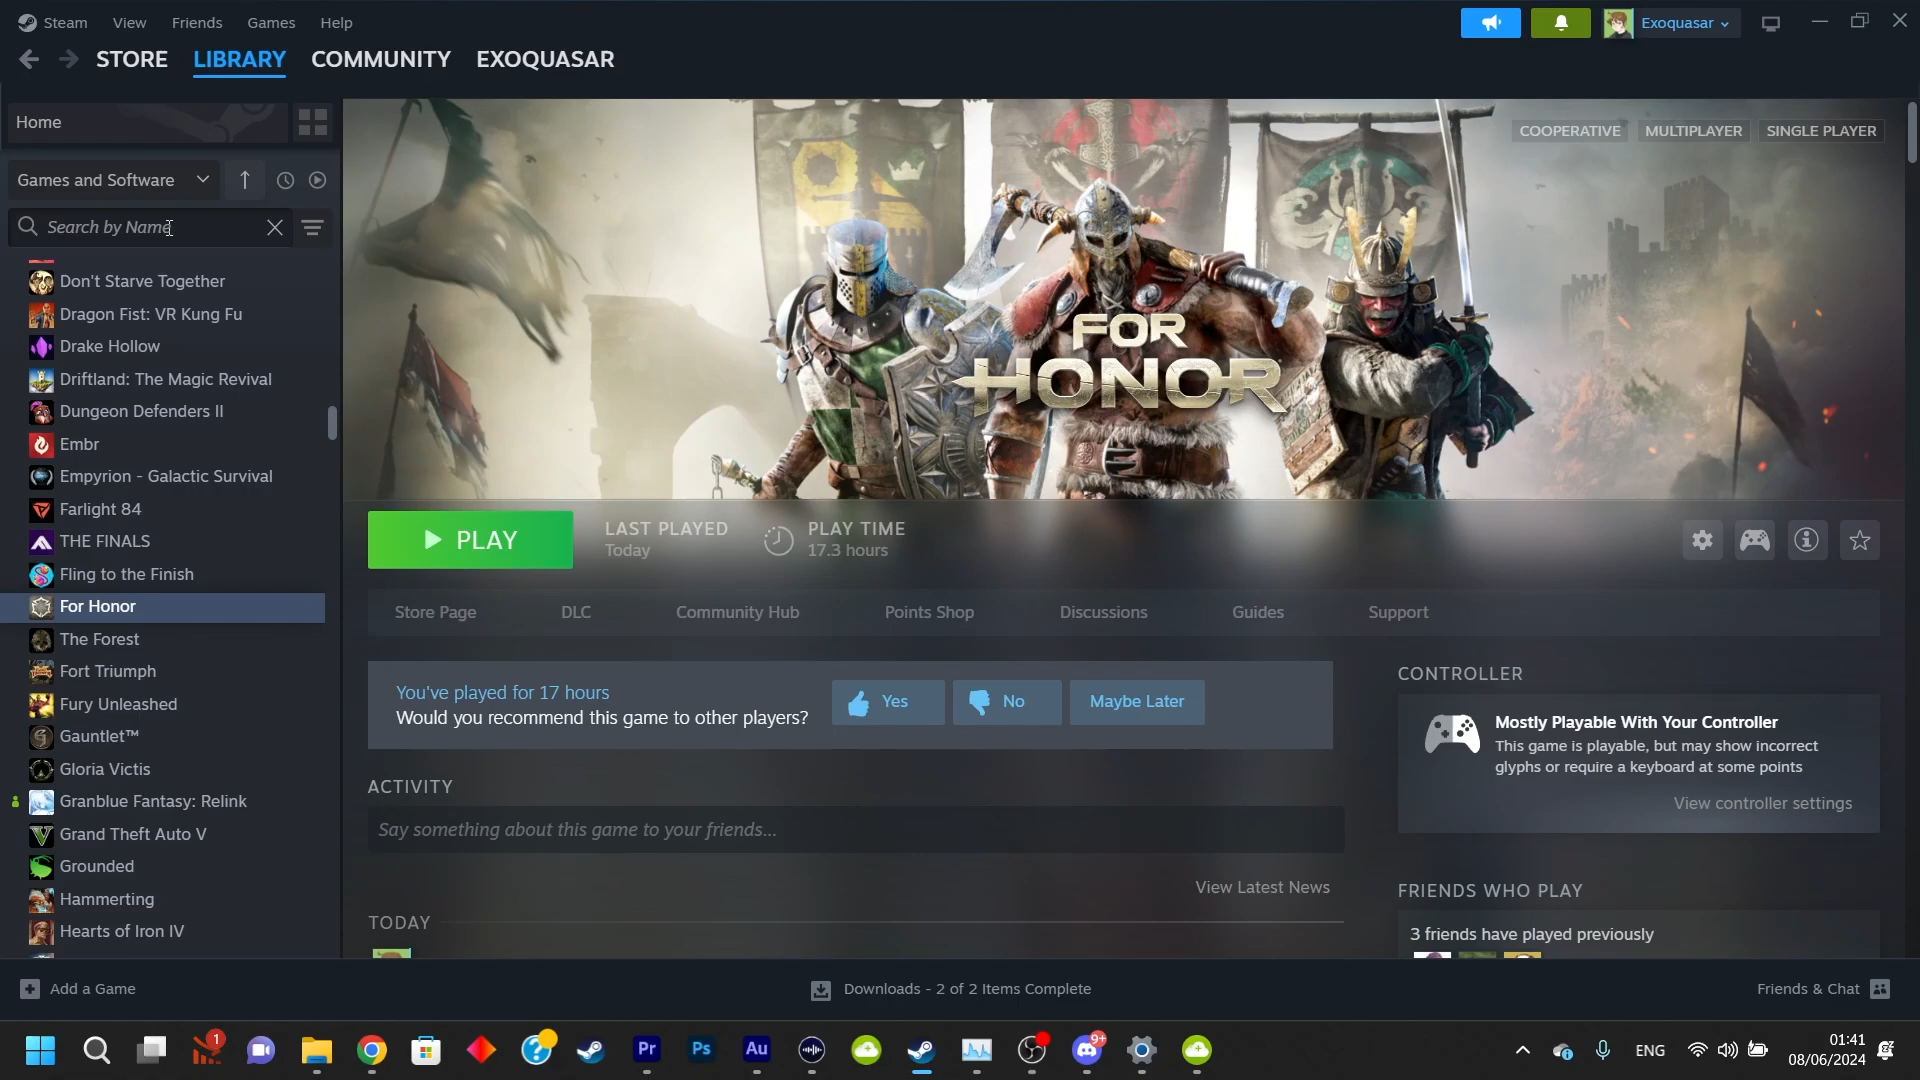 Steam View Friends Games Help
Exoquasar
STORE LIBRARY COMMUNITY EXOQUASAR
Home
COOPERATIVE MULTIPLAYER SINGLE PLAYER
Games and Software
Search by Name
Don't Starve Together
Dragon Fist: VR Kung Fu
Drake Hollow
Driftland: The Magic Revival
Dungeon Defenders II
Embr
Empyrion - Galactic Survival
Farlight 84
THE FINALS
Fling to the Finish
For Honor
The Forest
Fort Triumph
Fury Unleashed
Gauntlet™
Gloria Victis
Granblue Fantasy: Relink
Grand Theft Auto V
Grounded
Hammerting
Hearts of Iron IV
FOR
HONOR
PLAY
LAST PLAYED
Today
PLAY TIME
17.3 hours
Store Page DLC Community Hub Points Shop Discussions Guides Support
You've played for 17 hours
Would you recommend this game to other players?
Yes No Maybe Later
ACTIVITY
Say something about this game to your friends...
View Latest News
TODAY
CONTROLLER
Mostly Playable With Your Controller
This game is playable, but may show incorrect
glyphs or require a keyboard at some points
View controller settings
FRIENDS WHO PLAY
3 friends have played previously
Add a Game
Downloads - 2 of 2 Items Complete
Friends & Chat
1
Pr
Ps
Au
9+
ENG
01:41
08/06/2024